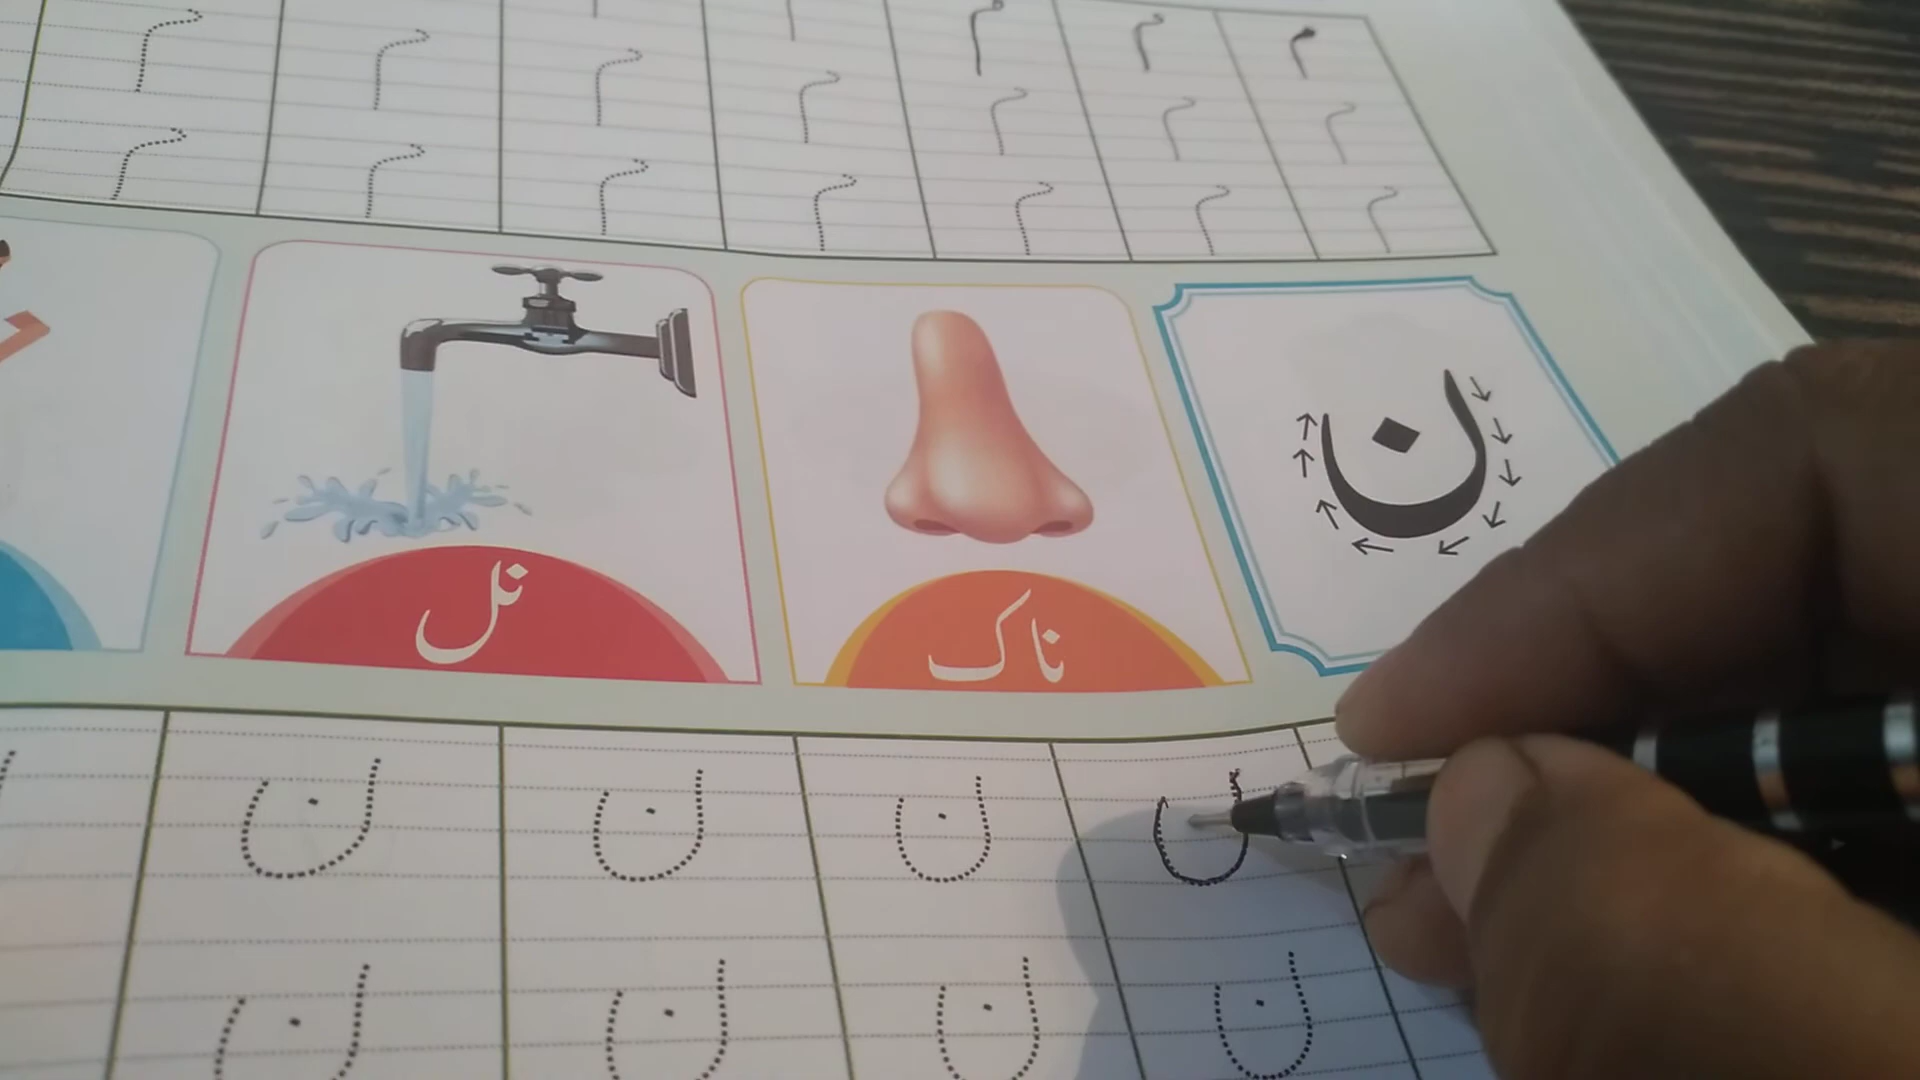 م م م م م م م
م م م م م م م
م م م م م م م
ن
ناک
نل
ن ن ن ن
ن ن ن ن